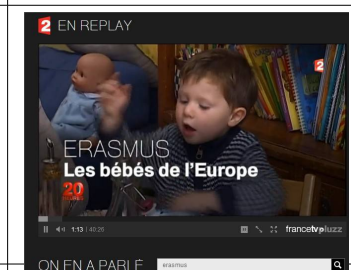 2 EN REPLAY
2
ERASMUS
Les bébés de l'Europe
20
HEURES
1:13 | 40:26
francetvpluzz
ON EN A PARLÉ
erasmus